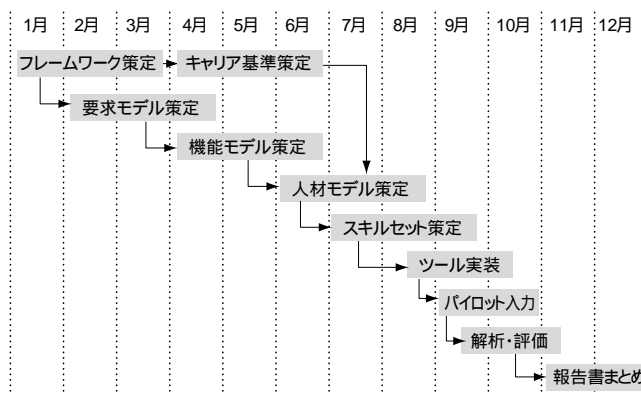 1月 2月 3月 4月 5月 6月 7月 8月 9月 10月 11月 12月
フレームワーク策定 キャリア基準策定
要求モデル策定
機能モデル策定
人材モデル策定
スキルセット策定
ツール実装
パイロット入力
解析・評価
報告書まとめ